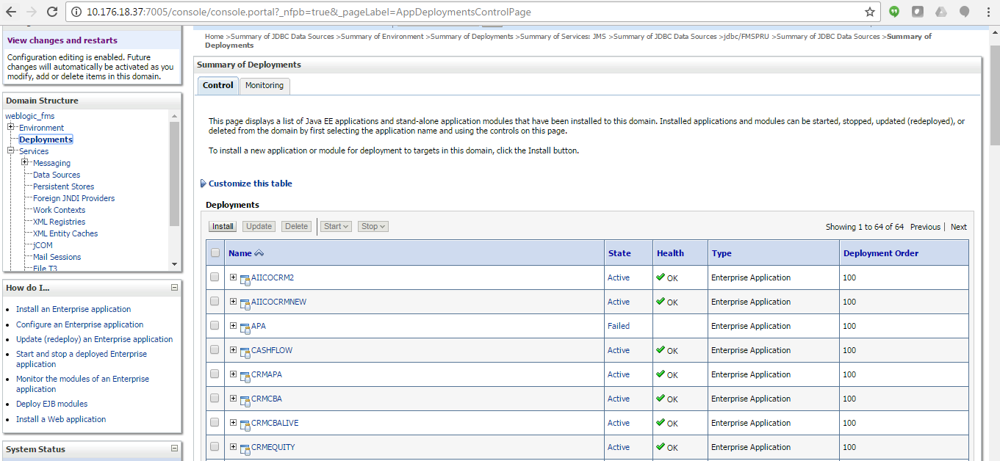 10.176.18.37:7005/console/console.portal?_nfpb=true&_pageLabel=AppDeploymentsControlPage
View changes and restarts
Configuration editing is enabled. Future
changes will automatically be activated as you
modify, add or delete items in this domain.
Domain Structure
weblogic_fms
Environment
Deployments
Services
Messaging
Data Sources
Persistent Stores
Foreign JNDI Providers
Work Contexts
XML Registries
XML Entity Caches
jCOM
Mail Sessions
File T3
How do I...
Install an Enterprise application
Configure an Enterprise application
Update (redeploy) an Enterprise application
Start and stop a deployed Enterprise
application
Monitor the modules of an Enterprise
application
Deploy EJB modules
Install a Web application
System Status
Home >Summary of JDBC Data Sources >Summary of Environment >Summary of Deployments >Summary of Services: JMS >Summary of JDBC Data Sources >jdbc/FMSPRU >Summary of JDBC Data Sources >Summary of
Deployments
Summary of Deployments
Control Monitoring
This page displays a list of Java EE applications and stand-alone application modules that have been installed to this domain. Installed applications and modules can be started, stopped, updated (redeployed), or
deleted from the domain by first selecting the application name and using the controls on this page.
To install a new application or module for deployment to targets in this domain, click the Install button.
Customize this table
Deployments
Install Update Delete Start Stop Showing 1 to 64 of 64 Previous | Next
Name State Health Type Deployment Order
AIICOCRM2 Active OK Enterprise Application 100
AIICOCRMNEW Active OK Enterprise Application 100
APA Failed Enterprise Application 100
CASHFLOW Active OK Enterprise Application 100
CRMAPA Active OK Enterprise Application 100
CRMCBA Active OK Enterprise Application 100
CRMCBALIVE Active OK Enterprise Application 100
CRMEQUITY Active OK Enterprise Application 100